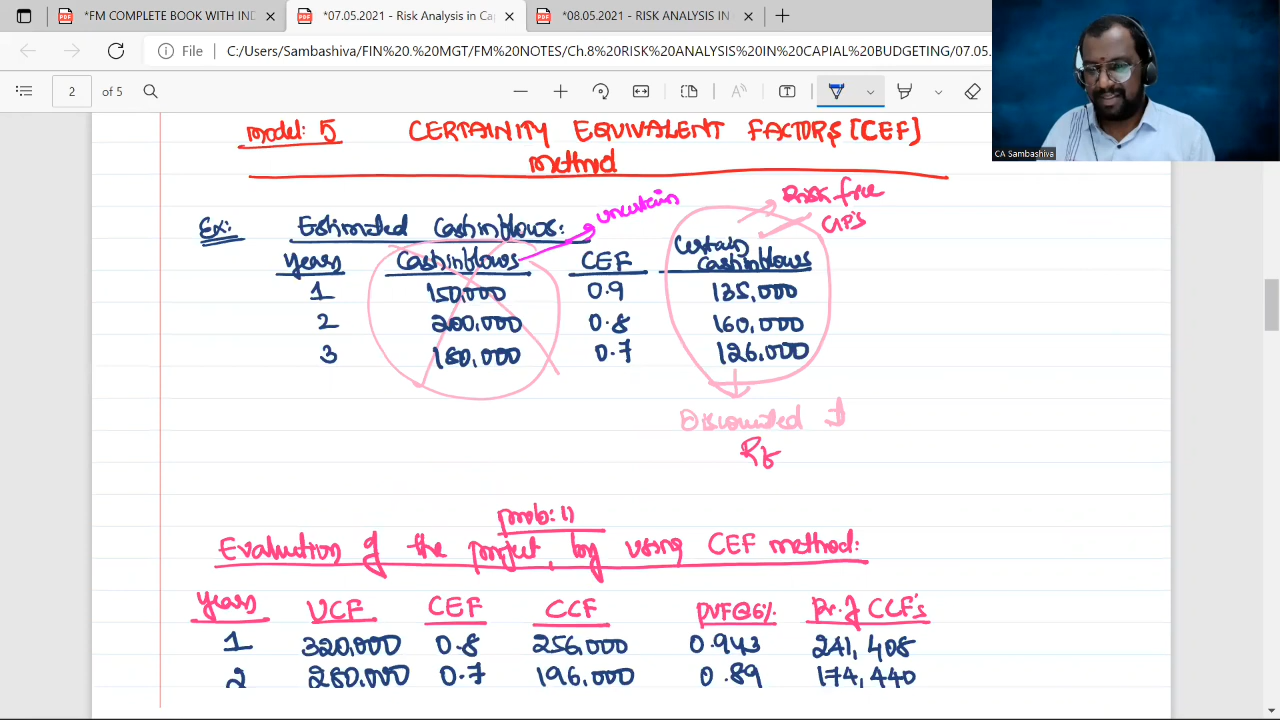 *FM COMPLETE BOOK WITH IND
*07.05.2021 - Risk Analysis in Ca
*08.05.2021 - RISK ANALYSIS IN
File C:/Users/Sambashiva/FIN%20.%20MGT/FM%20NOTES/Ch.8%20RISK%20ANALYSIS%20IN%20CAPIAL%20BUDGETING/07.05.
2 of 5
CA Sambashiva
model: 5 CERTAINITY EQUIVALENT FACTORS [CEF]
method
Risk free
uncertain
CIF's
Ex: Estimated Cashinflows:
years Cashinflows CEF Certain Cashinflows
1 150,000 0.9 135,000
2 200,000 0.8 160,000
3 180,000 0.7 126,000
Discounted
Rf
prob: 1)
Evaluation of the project, by using CEF method:
years UCF CEF CCF PVF@6% pv. of CCF's
1 320,000 0.8 256,000 0.943 241,408
2 280,000 0.7 196,000 0.89 174,440